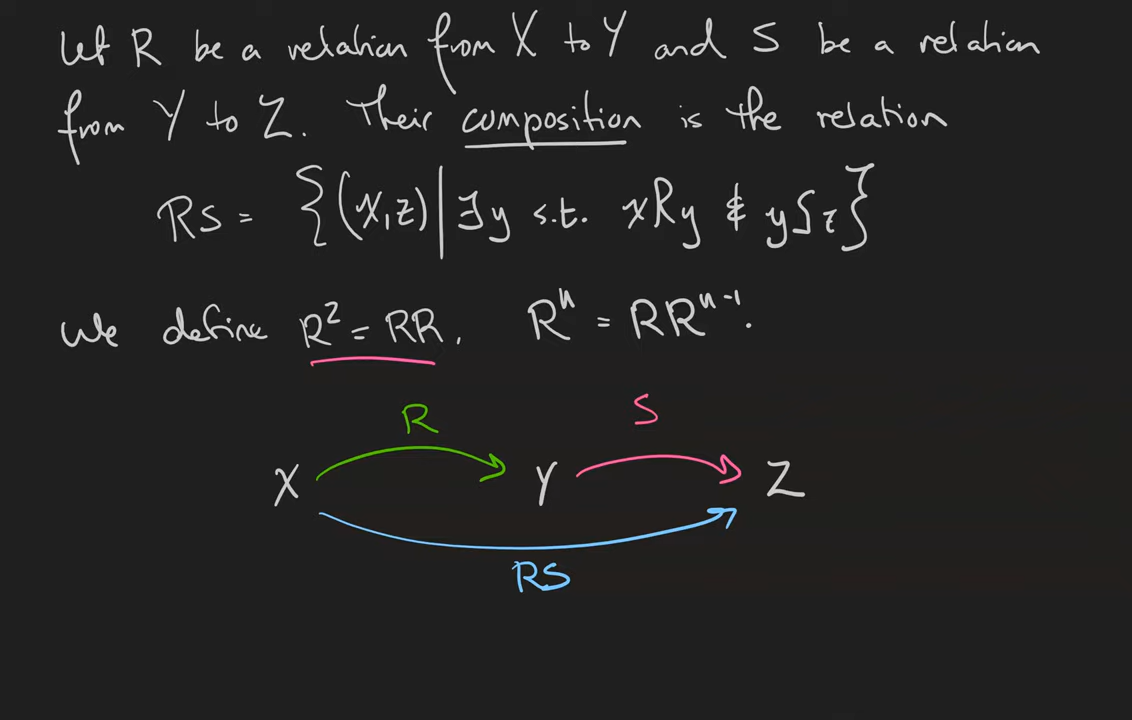 Let R be a relation from X to Y and S be a relation
from Y to Z. Their composition is the relation
RS = {(x,z)|∃y s.t. xRy & ySz}
We define R² = RR. Rⁿ = RRⁿ⁻¹.
R S
X Y Z
RS